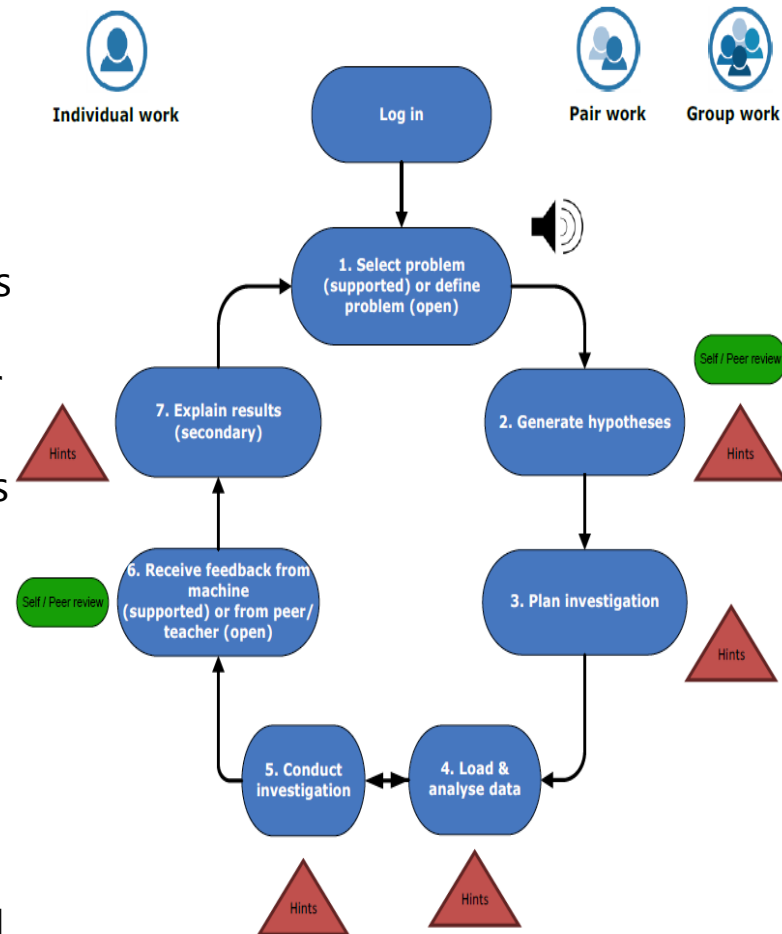 Individual work
Pair work
Group work
Log in
1. Select problem
(supported) or define
problem (open)
s
Self / Peer review
7. Explain results
(secondary)
2. Generate hypotheses
Hints
Hints
s
6. Receive feedback from
machine
(supported) or from peer/
teacher (open)
Self / Peer review
3. Plan investigation
Hints
5. Conduct
investigation
4. Load &
analyse data
Hints
Hints